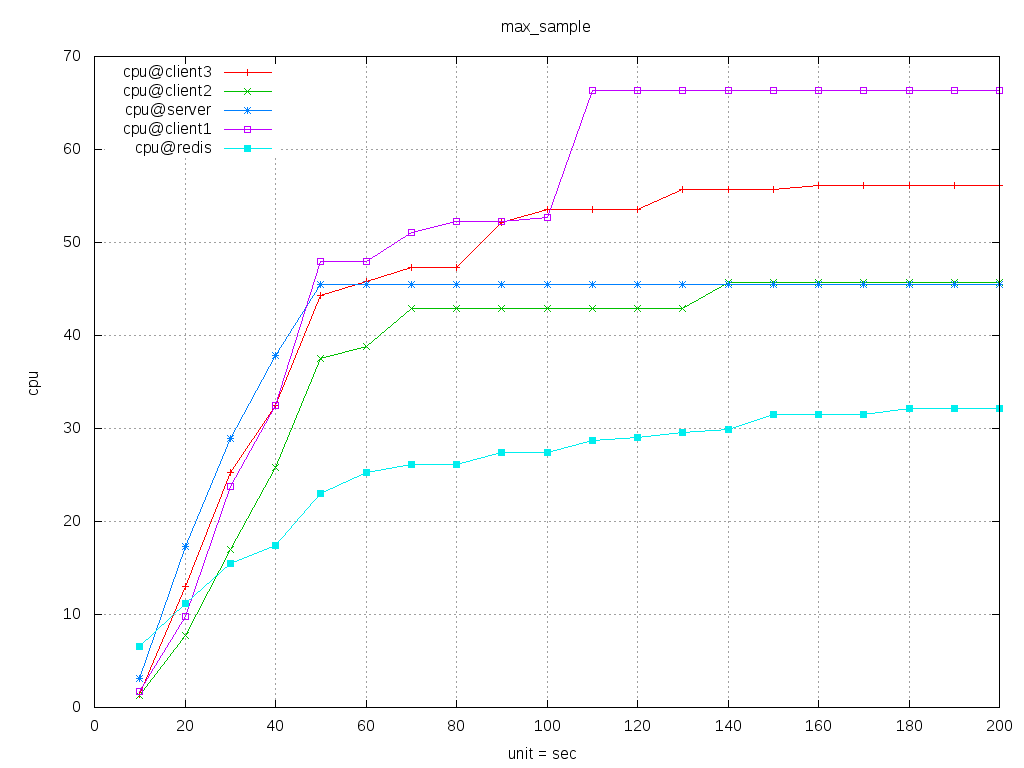 max_sample
cpu@client3
cpu@client2
cpu@server
cpu@client1
cpu@redis
70
60
50
40
30
20
10
0
cpu
0 20 40 60 80 100 120 140 160 180 200
unit = sec